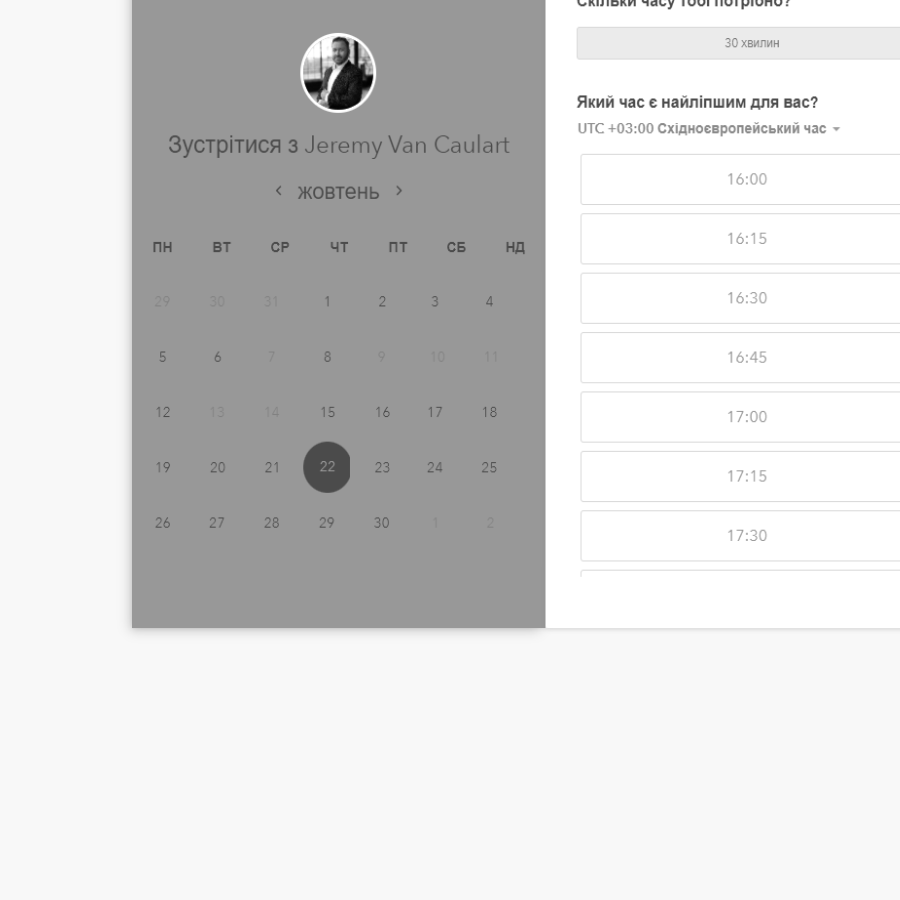 Зустрітися з Jeremy Van Caulart
‹ жовтень ›
ПН ВТ СР ЧТ ПТ СБ НД
29 30 31 1 2 3 4
5 6 7 8 9 10 11
12 13 14 15 16 17 18
19 20 21 22 23 24 25
26 27 28 29 30 1 2
Скільки часу тобі потрібно?
30 хвилин
Який час є найліпшим для вас?
UTC +03:00 Східноєвропейський час
16:00
16:15
16:30
16:45
17:00
17:15
17:30